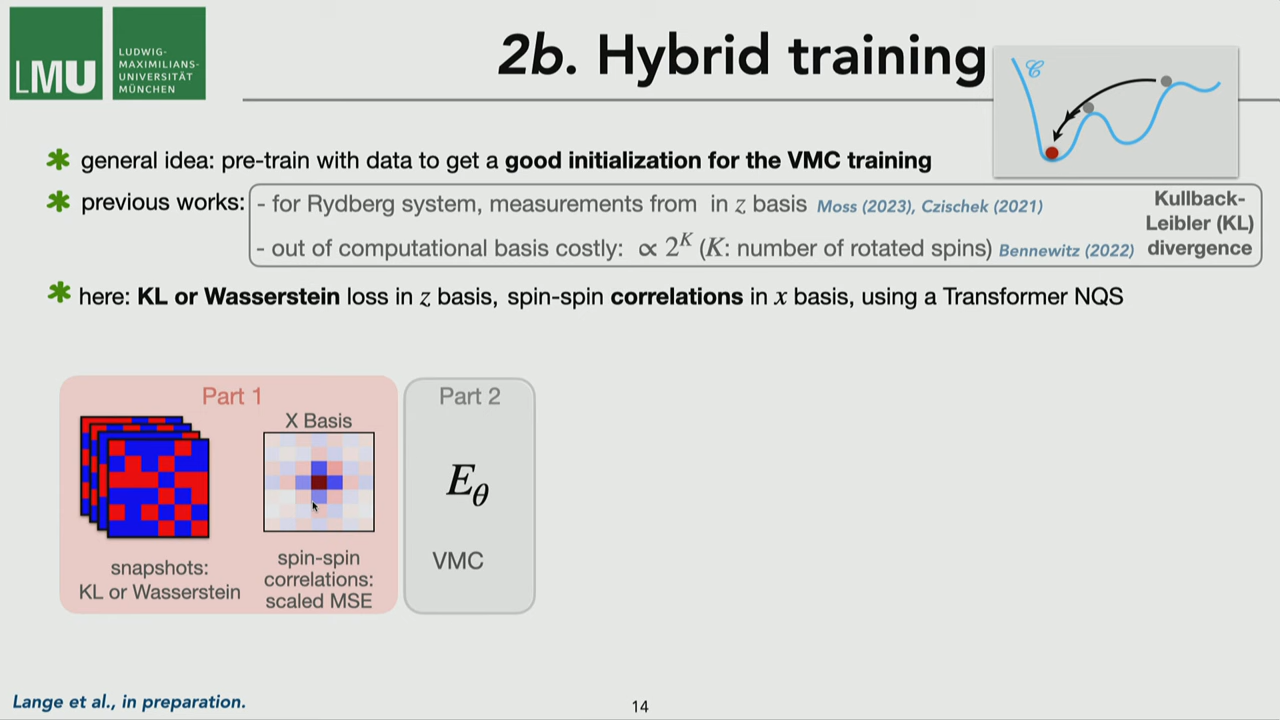 LMU
LUDWIG-
MAXIMILIANS-
UNIVERSITÄT
MÜNCHEN
2b. Hybrid training
𝒞
✱ general idea: pre-train with data to get a good initialization for the VMC training
✱ previous works:
- for Rydberg system, measurements from in z basis Moss (2023), Czischek (2021)
- out of computational basis costly: ∝ 2^K (K: number of rotated spins) Bennewitz (2022)
Kullback-
Leibler (KL)
divergence
✱ here: KL or Wasserstein loss in z basis, spin-spin correlations in x basis, using a Transformer NQS
Part 1
X Basis
snapshots:
KL or Wasserstein
spin-spin
correlations:
scaled MSE
Part 2
E_θ
VMC
Lange et al., in preparation.
14